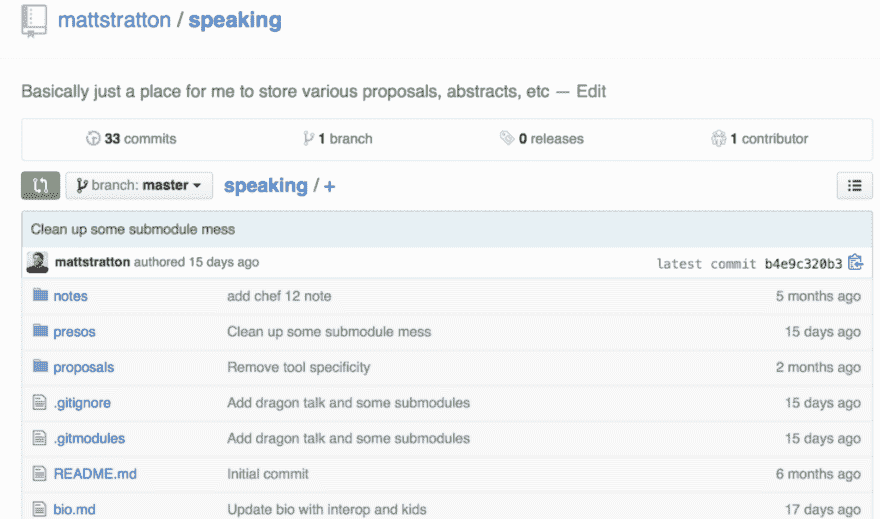 mattstratton / speaking
Basically just a place for me to store various proposals, abstracts, etc — Edit
33 commits 1 branch 0 releases 1 contributor
branch: master speaking / +
Clean up some submodule mess
mattstratton authored 15 days ago latest commit b4e9c320b3
notes add chef 12 note 5 months ago
presos Clean up some submodule mess 15 days ago
proposals Remove tool specificity 2 months ago
.gitignore Add dragon talk and some submodules 15 days ago
.gitmodules Add dragon talk and some submodules 15 days ago
README.md Initial commit 6 months ago
bio.md Update bio with interop and kids 17 days ago